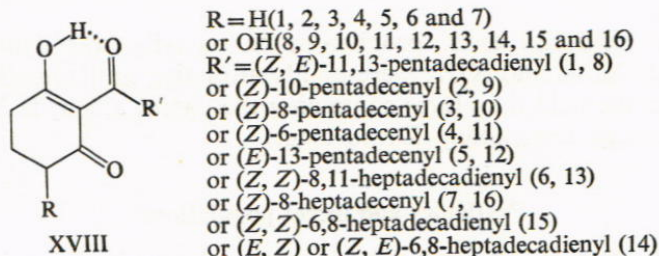 H
O
O
R'
O
R
XVIII
R=H(1, 2, 3, 4, 5, 6 and 7)
or OH(8, 9, 10, 11, 12, 13, 14, 15 and 16)
R'=(Z, E)-11,13-pentadecadienyl (1, 8)
or (Z)-10-pentadecenyl (2, 9)
or (Z)-8-pentadecenyl (3, 10)
or (Z)-6-pentadecenyl (4, 11)
or (E)-13-pentadecenyl (5, 12)
or (Z, Z)-8,11-heptadecadienyl (6, 13)
or (Z)-8-heptadecenyl (7, 16)
or (Z, Z)-6,8-heptadecadienyl (15)
or (E, Z) or (Z, E)-6,8-heptadecadienyl (14)